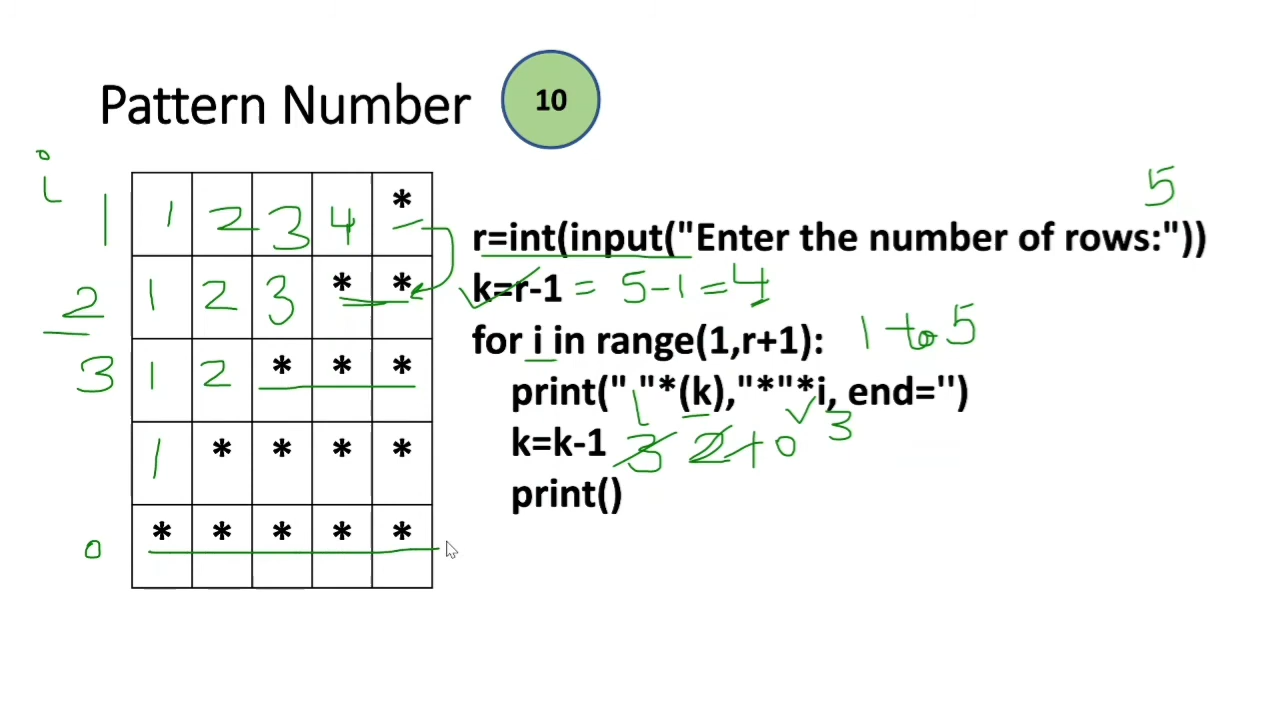 Pattern Number 10
i
1 1 2 3 4 *
2 1 2 3 * *
3 1 2 * * *
1 * * * *
0 * * * * *
5
r=int(input("Enter the number of rows:"))
k=r-1 = 5-1 = 4
for i in range(1,r+1): 1 to 5
print(" "*(k),"*"*i, end='')
k=k-1 3 2 1 0 3
print()